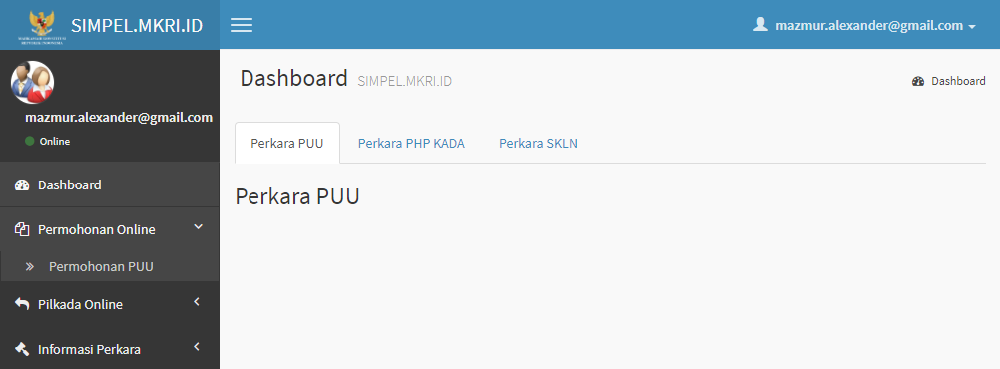 SIMPEL.MKRI.ID
mazmur.alexander@gmail.com
mazmur.alexander@gmail.com
Online
Dashboard
Permohonan Online
Permohonan PUU
Pilkada Online
Informasi Perkara
Dashboard SIMPEL.MKRI.ID
Dashboard
Perkara PUU Perkara PHP KADA Perkara SKLN
Perkara PUU